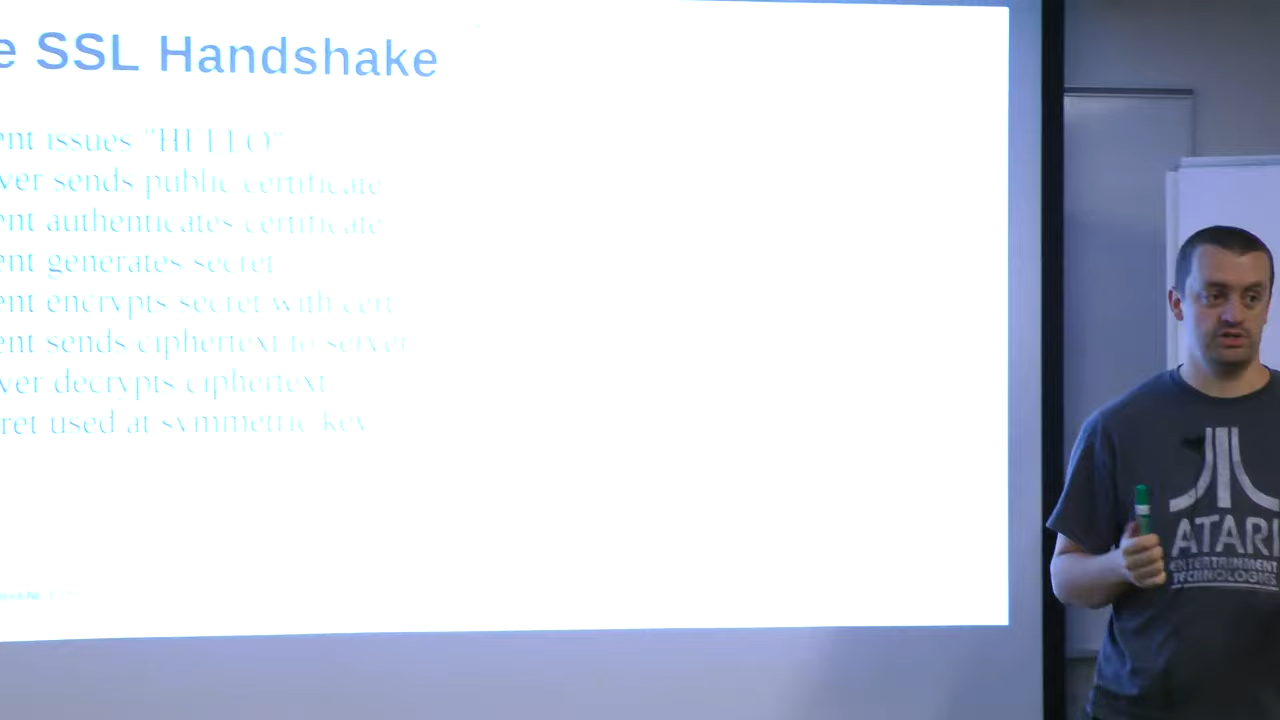 e SSL Handshake
ent issues "HELLO"
ver sends public certificate
ent authenticates certificate
ent generates secret
ent encrypts secret with cert
ent sends ciphertext to server
ver decrypts ciphertext
ret used at symmetric key
ATARI
ENTERTAINMENT
TECHNOLOGIES